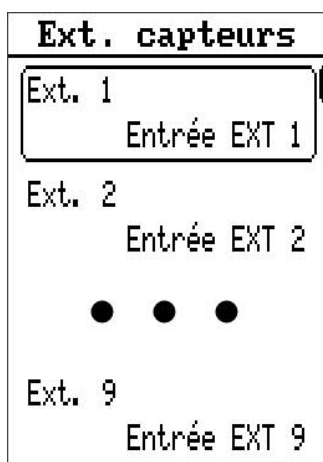 Ext. capteurs
Ext. 1
Entrée EXT 1
Ext. 2
Entrée EXT 2
Ext. 9
Entrée EXT 9